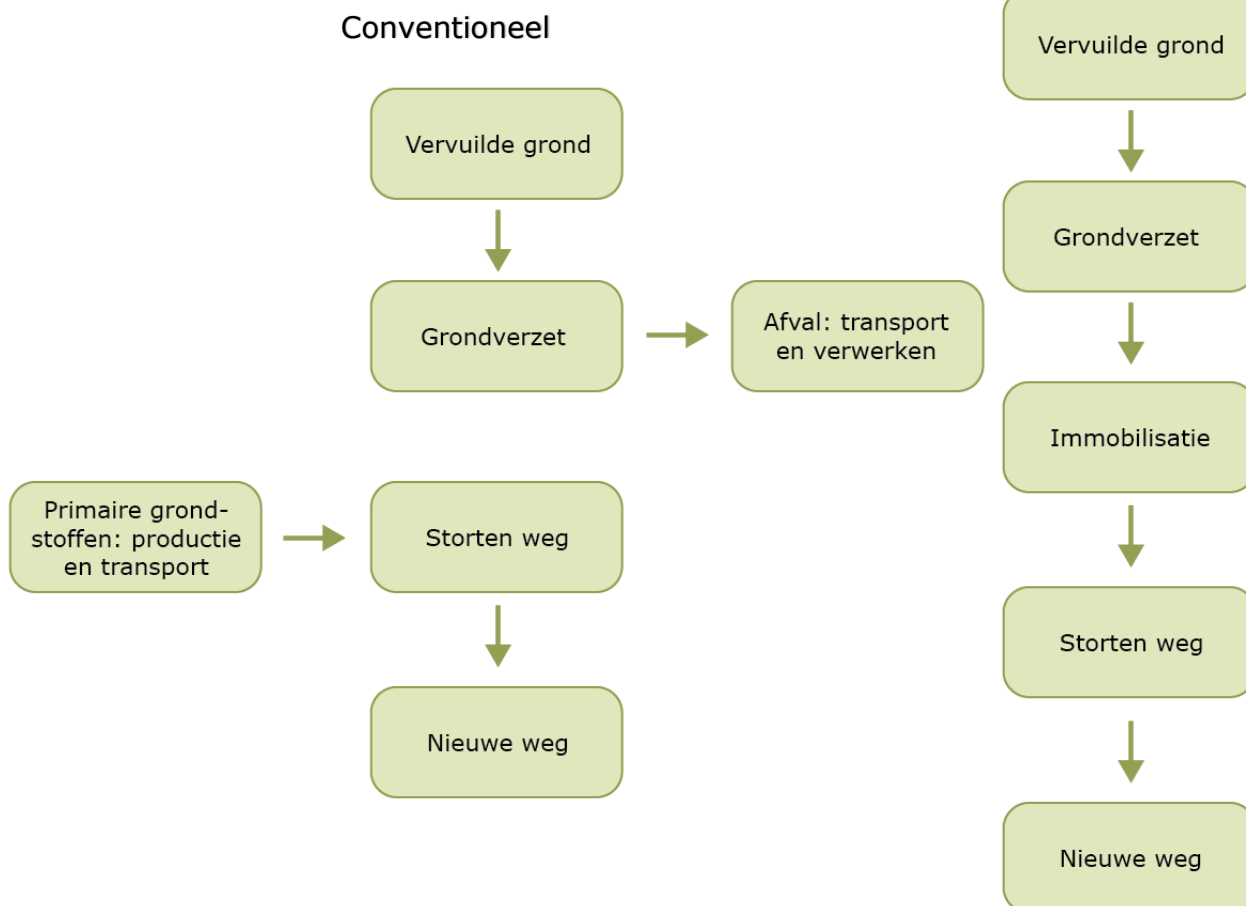 Conventioneel
Vervuilde grond
Grondverzet
Afval: transport
en verwerken
Primaire grond-
stoffen: productie
en transport
Storten weg
Nieuwe weg
Vervuilde grond
Grondverzet
Immobilisatie
Storten weg
Nieuwe weg